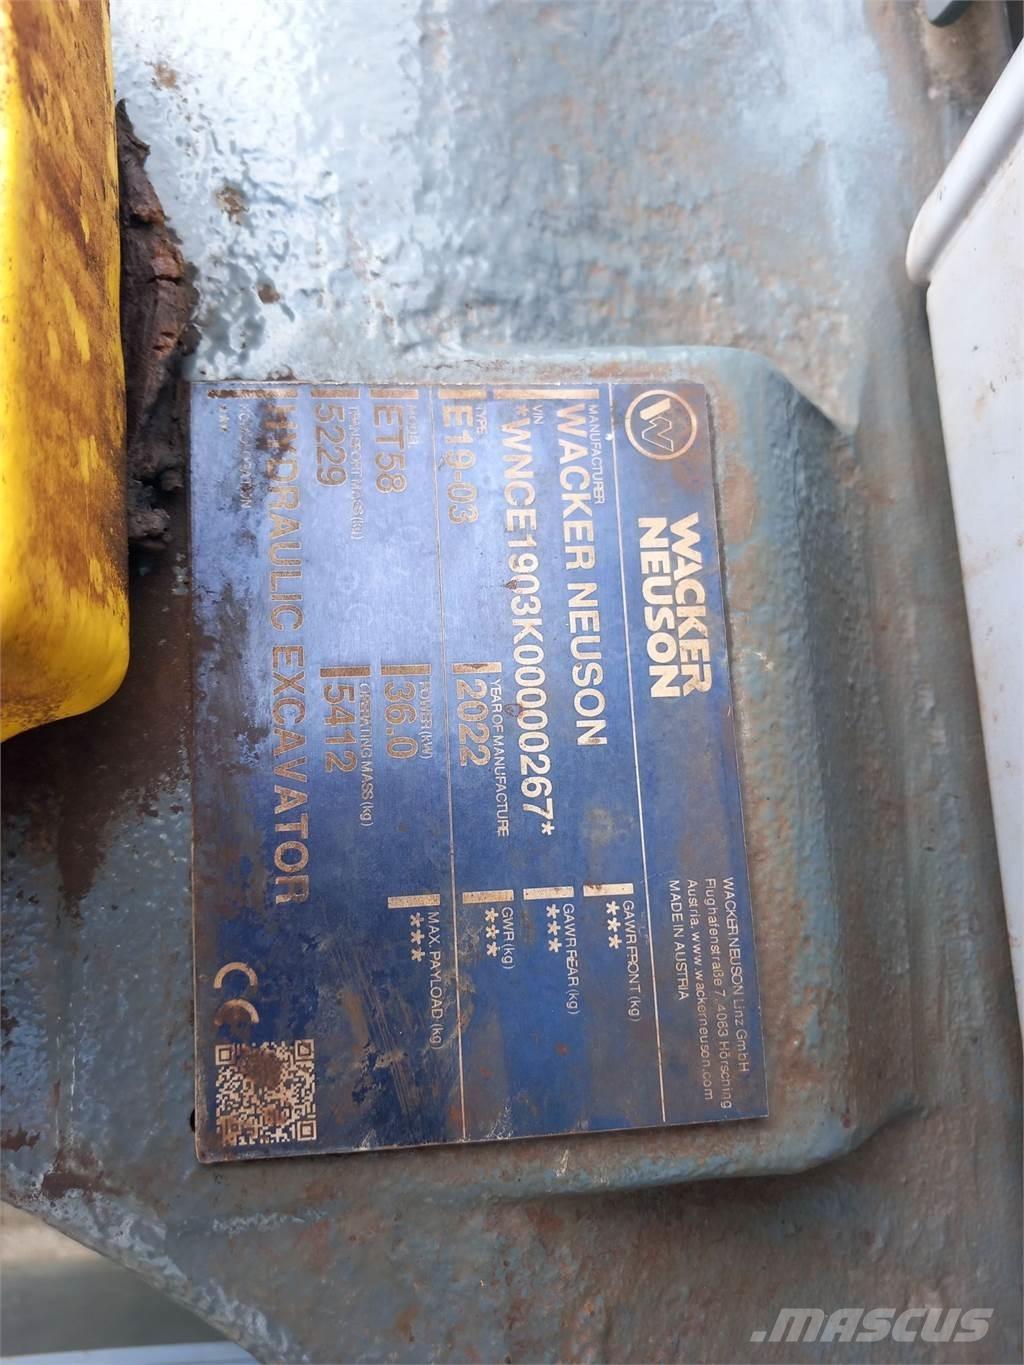 WACKER
NEUSON
WACKER NEUSON Linz GmbH
Flughafenstraße 7, 4063 Hörsching
Austria, www.wackerneuson.com
MADE IN AUSTRIA
MANUFACTURER
WACKER NEUSON
GAWR FRONT (kg)
***
VIN
*WNCE1903K00000267*
GAWR REAR (kg)
***
TYPE
E19-03
YEAR OF MANUFACTURE
2022
GWR (kg)
***
MODEL
ET58
POWER (kW)
36.0
MAX. PAYLOAD (kg)
***
TRANSPORT MASS (kg)
5229
OPERATING MASS (kg)
5412
HYDRAULIC EXCAVATOR
CE
MASCUS